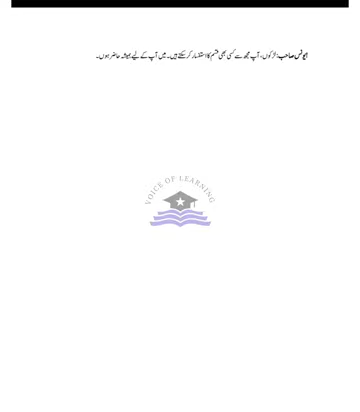 یونس صاحب: لڑکوں، آپ مجھ سے کسی بھی قسم کا استفسار کر سکتے ہیں۔ میں آپ کے لیے ہمیشہ حاضر ہوں۔
VOICE OF LEARNING